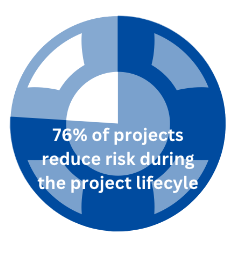 76% of projects
reduce risk during
the project lifecyle